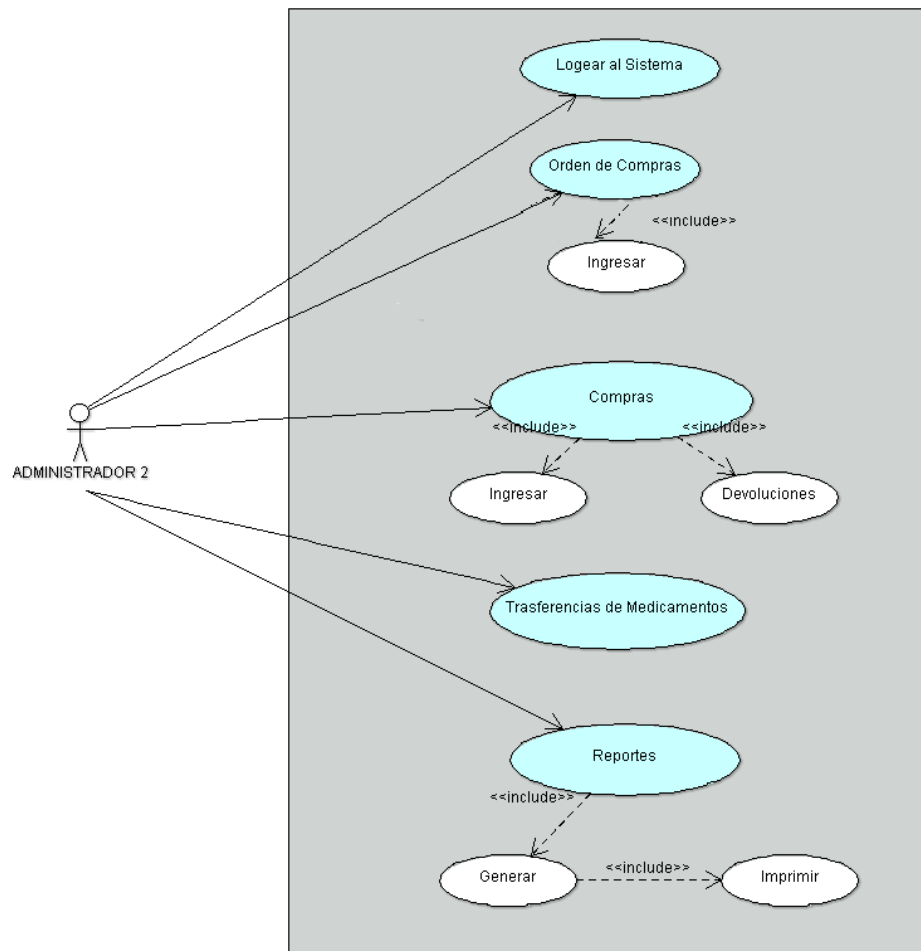 Logear al Sistema
Orden de Compras
<<include>>
Ingresar
ADMINISTRADOR 2
Compras
<<include>>
<<include>>
Ingresar
Devoluciones
Trasferencias de Medicamentos
Reportes
<<include>>
Generar
<<include>>
Imprimir